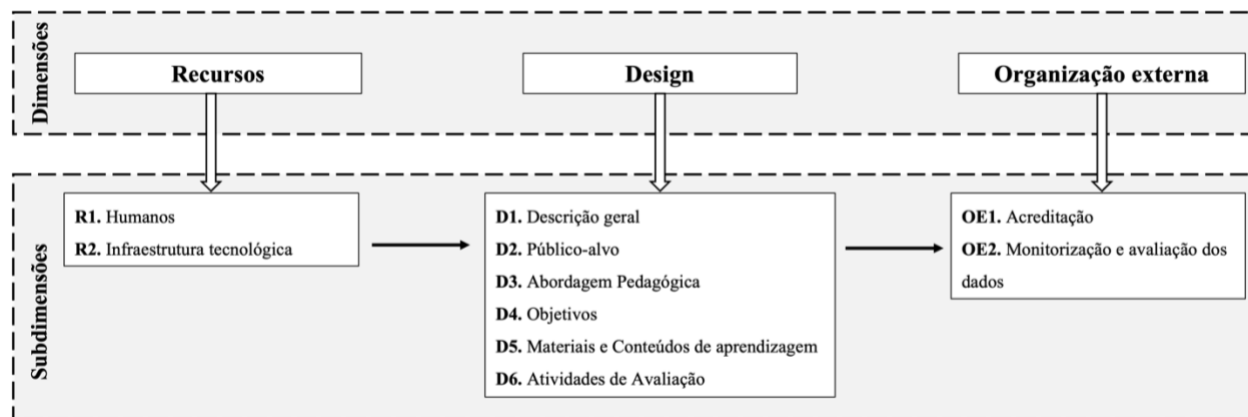 Dimensões
Recursos
Design
Organização externa
Subdimensões
R1. Humanos
R2. Infraestrutura tecnológica
D1. Descrição geral
D2. Público-alvo
D3. Abordagem Pedagógica
D4. Objetivos
D5. Materiais e Conteúdos de aprendizagem
D6. Atividades de Avaliação
OE1. Acreditação
OE2. Monitorização e avaliação dos
dados